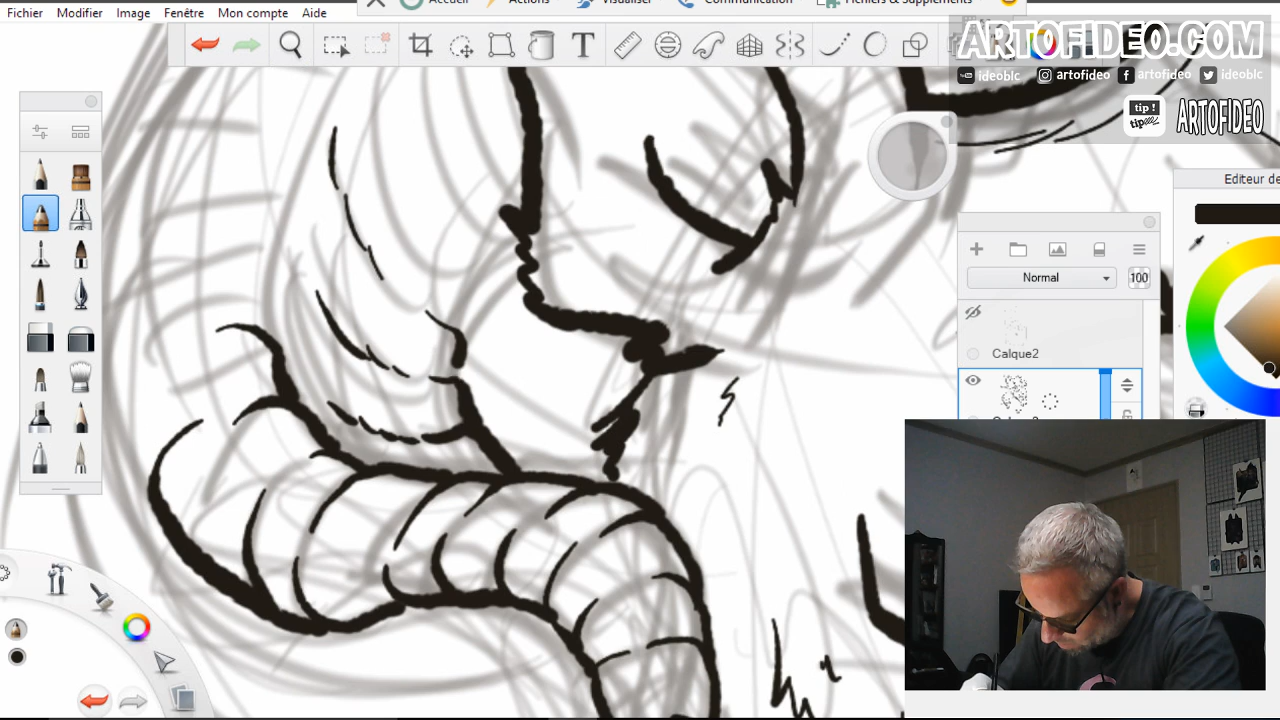 Accueil Actions Visualiser Communication Fichiers & Suppléments
Fichier Modifier Image Fenêtre Mon compte Aide
ARTOFIDEO.COM
ideoblc artofideo artofideo ideoblc
tip! tip ARTOFIDEO
Editeur de
Normal 100
Calque2